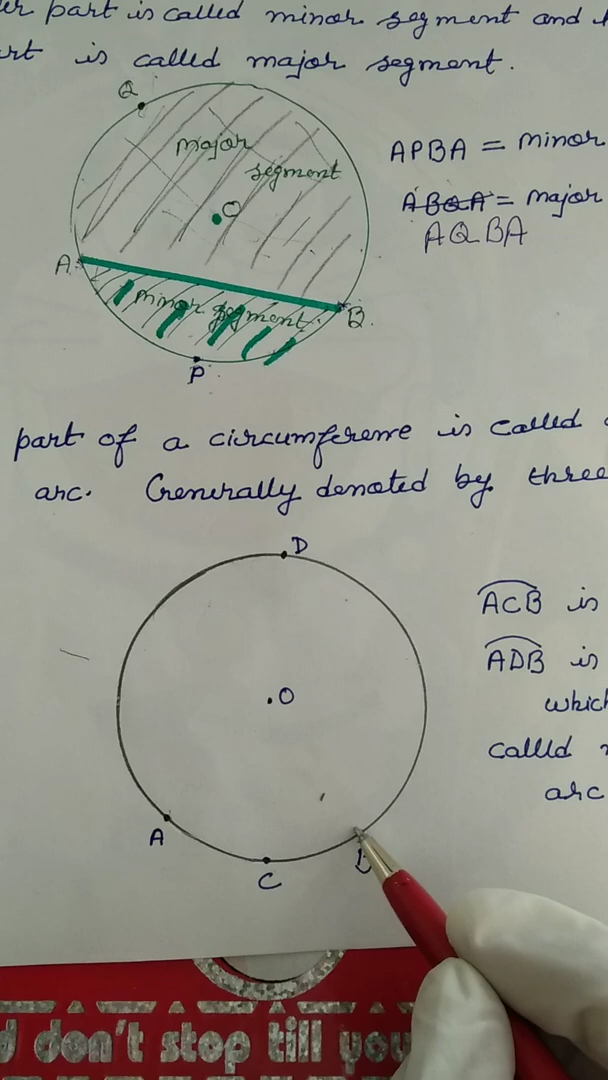 part is called minor segment and
is called major segment.
Q
major
segment
O
A
minor segment.
B.
P
APBA = minor
ABQA = major
AQBA
part of a circumferene is called
arc. Generally denoted by three
D
O
A
C
ACB is
ADB is
which
called
arc
don't stop till you